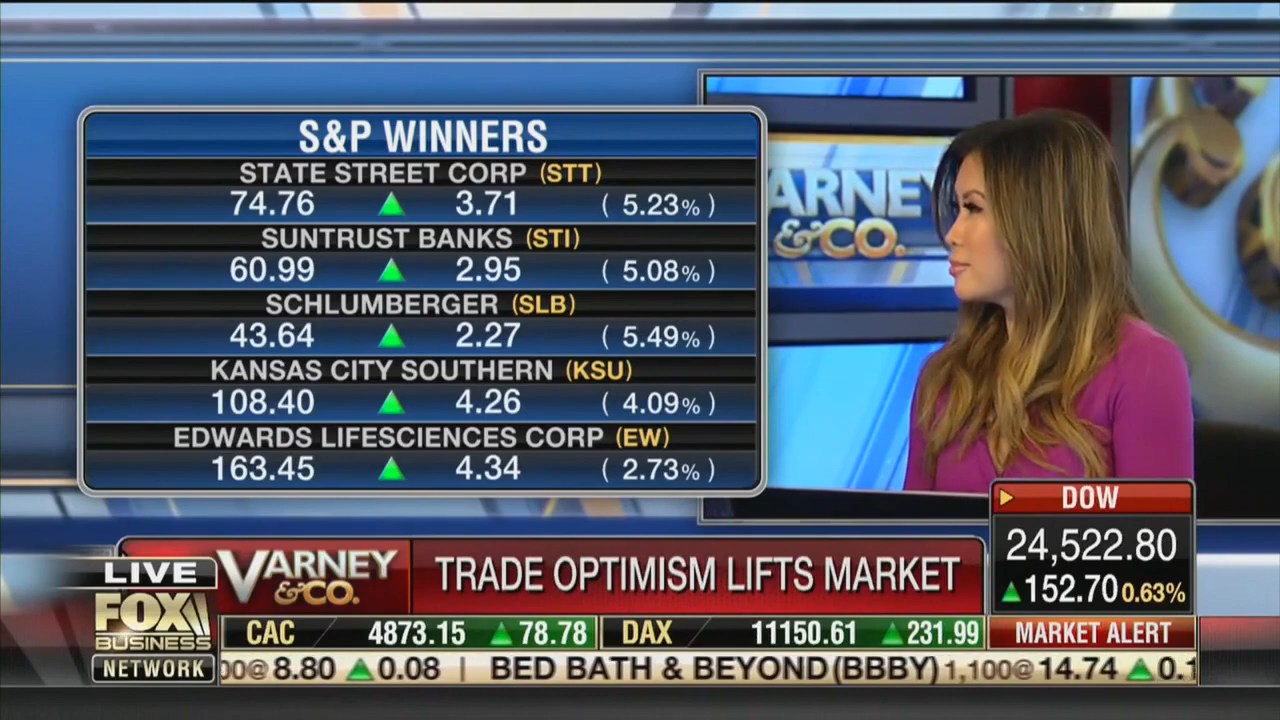 S&P WINNERS
STATE STREET CORP (STT)
74.76 ▲ 3.71 ( 5.23% )
SUNTRUST BANKS (STI)
60.99 ▲ 2.95 ( 5.08% )
SCHLUMBERGER (SLB)
43.64 ▲ 2.27 ( 5.49% )
KANSAS CITY SOUTHERN (KSU)
108.40 ▲ 4.26 ( 4.09% )
EDWARDS LIFESCIENCES CORP (EW)
163.45 ▲ 4.34 ( 2.73% )
ARNEY
&CO.
DOW
24,522.80
▲152.70 0.63%
MARKET ALERT
LIVE
FOX
BUSINESS
NETWORK
VARNEY
&CO.
TRADE OPTIMISM LIFTS MARKET
CAC 4873.15 ▲78.78 DAX 11150.61 ▲231.99
00@ 8.80 ▲0.08 | BED BATH & BEYOND (BBBY) 1,100@ 14.74 ▲0.1